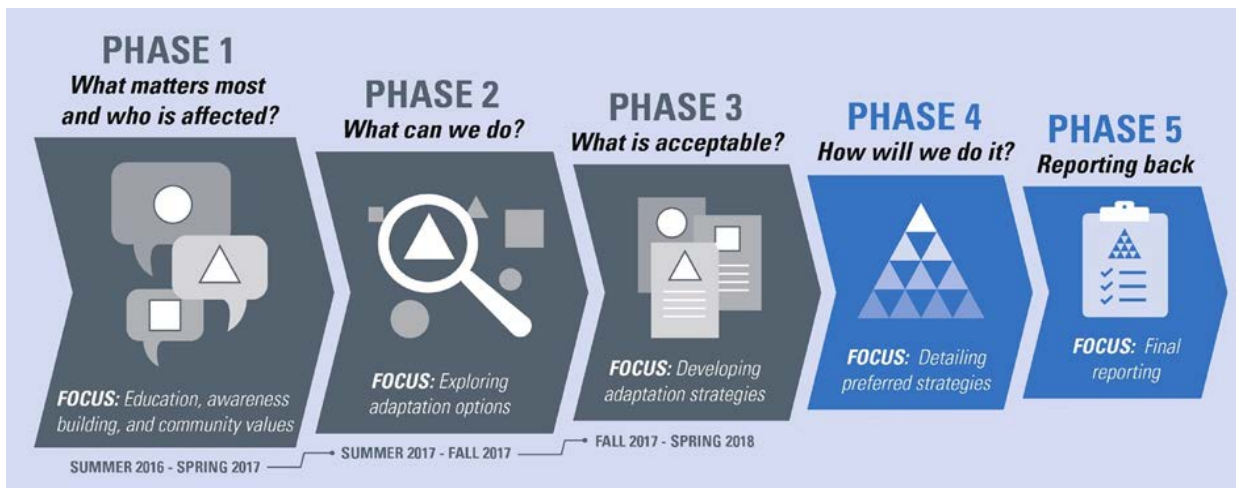 PHASE 1
What matters most
and who is affected?
FOCUS: Education, awareness
building, and community values
SUMMER 2016 - SPRING 2017
PHASE 2
What can we do?
FOCUS: Exploring
adaptation options
SUMMER 2017 - FALL 2017
PHASE 3
What is acceptable?
FOCUS: Developing
adaptation strategies
FALL 2017 - SPRING 2018
PHASE 4
How will we do it?
FOCUS: Detailing
preferred strategies
PHASE 5
Reporting back
FOCUS: Final
reporting